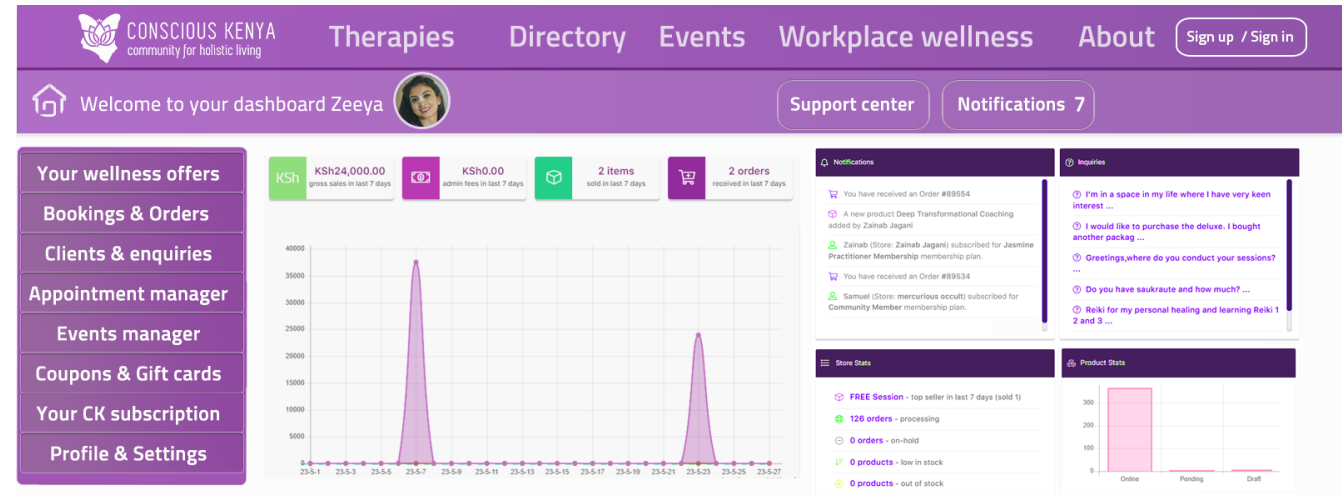 CONSCIOUS KENYA
community for holistic living
Therapies
Directory
Events
Workplace wellness
About
Sign up / Sign in
Welcome to your dashboard Zeeya
Support center
Notifications 7
Your wellness offers
Bookings & Orders
Clients & enquiries
Appointment manager
Events manager
Coupons & Gift cards
Your CK subscription
Profile & Settings
KSh
KSh24,000.00
gross sales in last 7 days
KSh0.00
admin fees in last 7 days
2 items
sold in last 7 days
2 orders
received in last 7 days
40000
35000
30000
25000
20000
15000
10000
5000
0
23-5-1 23-5-3 23-5-5 23-5-7 23-5-9 23-5-11 23-5-13 23-5-15 23-5-17 23-5-19 23-5-21 23-5-23 23-5-25 23-5-27
Notifications
You have received an Order #89554
A new product Deep Transformational Coaching
added by Zainab Jagani
Zainab (Store: Zainab Jagani) subscribed for Jasmine
Practitioner Membership membership plan.
You have received an Order #89534
Samuel (Store: mercurious occult) subscribed for
Community Member membership plan.
Inquiries
I'm in a space in my life where I have very keen
interest ...
I would like to purchase the deluxe. I bought
another packag ...
Greetings,where do you conduct your sessions?
...
Do you have saukraute and how much? ...
Reiki for my personal healing and learning Reiki 1
2 and 3 ...
Store Stats
FREE Session - top seller in last 7 days (sold 1)
126 orders - processing
0 orders - on-hold
0 products - low in stock
0 products - out of stock
Product Stats
300
200
100
0
Online Pending Draft